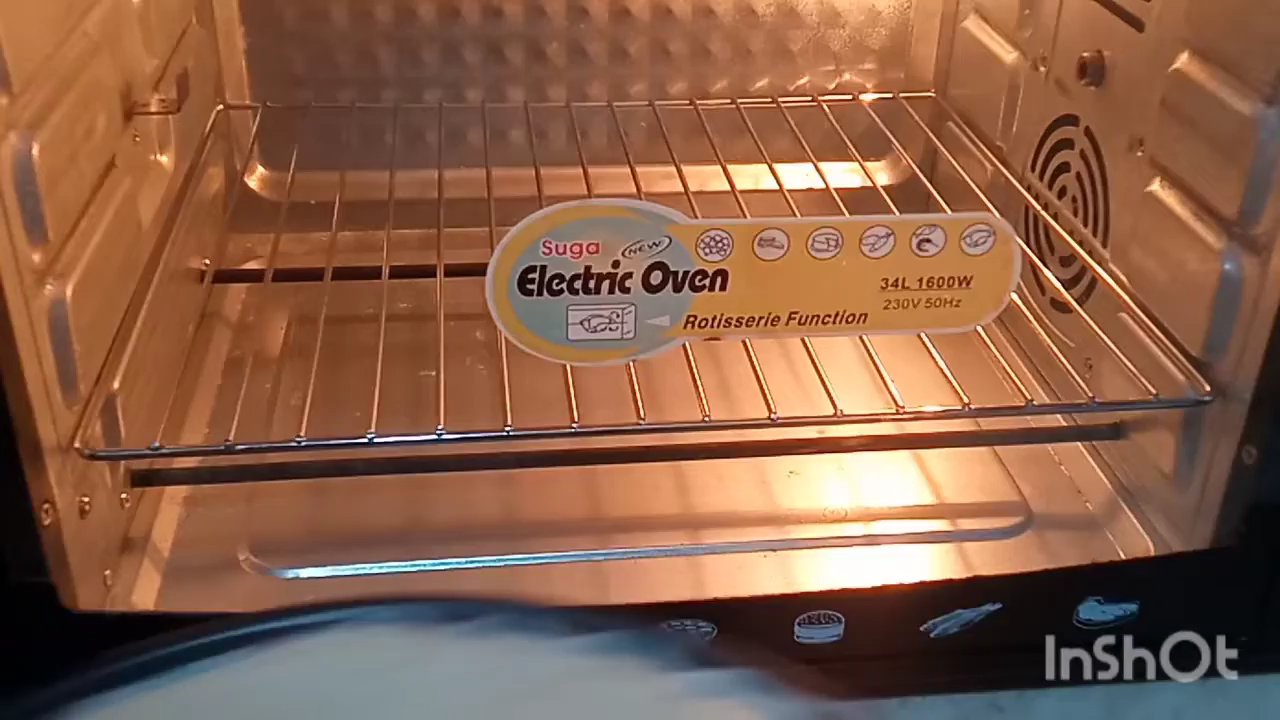 Suga NEW
Electric Oven
34L 1600W
230V 50Hz
Rotisserie Function
InShOt